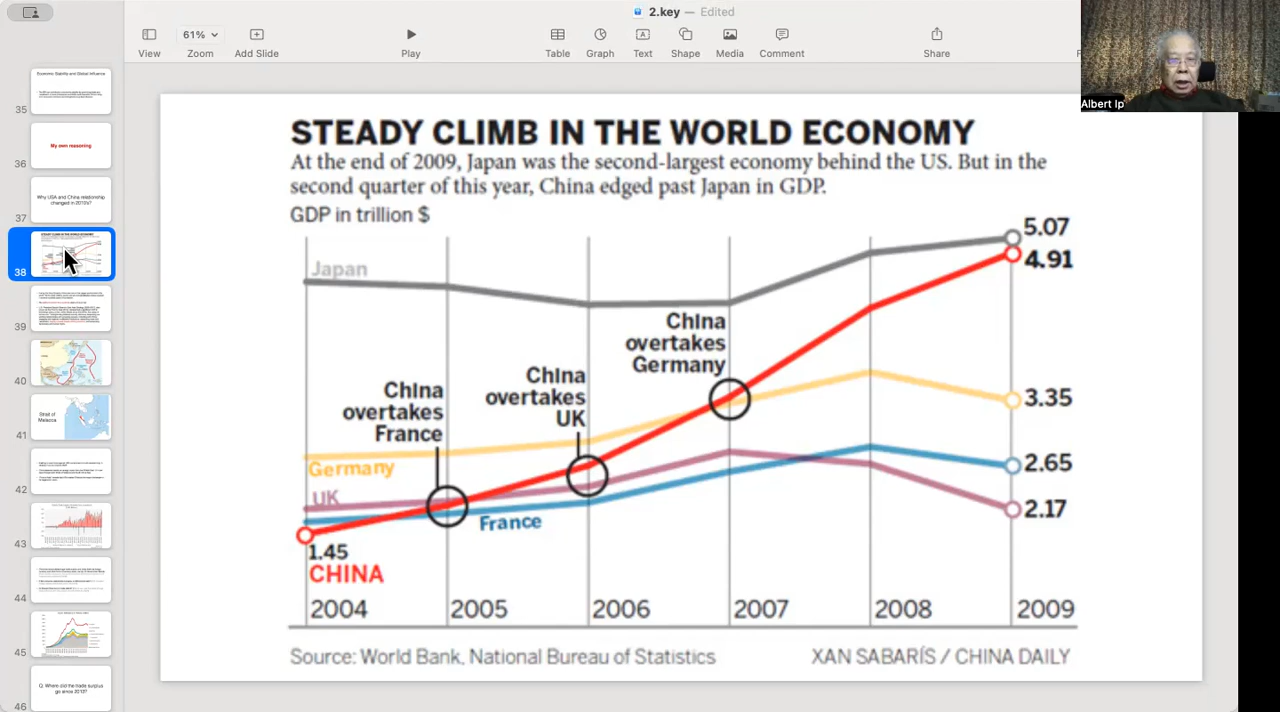 2.key — Edited
61%
View
Zoom
Add Slide
Play
Table
Graph
Text
Shape
Media
Comment
Share
Albert Ip
35
Economic Stability and Global Influence
36
My own reasoning
37
Why USA and China relationship
changed in 2010's?
38
39
40
41
Strait of
Malacca
42
43
44
45
46
Q: Where did the trade surplus
go since 2013?
STEADY CLIMB IN THE WORLD ECONOMY
At the end of 2009, Japan was the second-largest economy behind the US. But in the
second quarter of this year, China edged past Japan in GDP.
GDP in trillion $
5.07
4.91
Japan
China
overtakes
Germany
China
overtakes
UK
China
overtakes
France
3.35
Germany
2.65
UK
France
2.17
1.45
CHINA
2004
2005
2006
2007
2008
2009
Source: World Bank, National Bureau of Statistics
XAN SABARÍS / CHINA DAILY